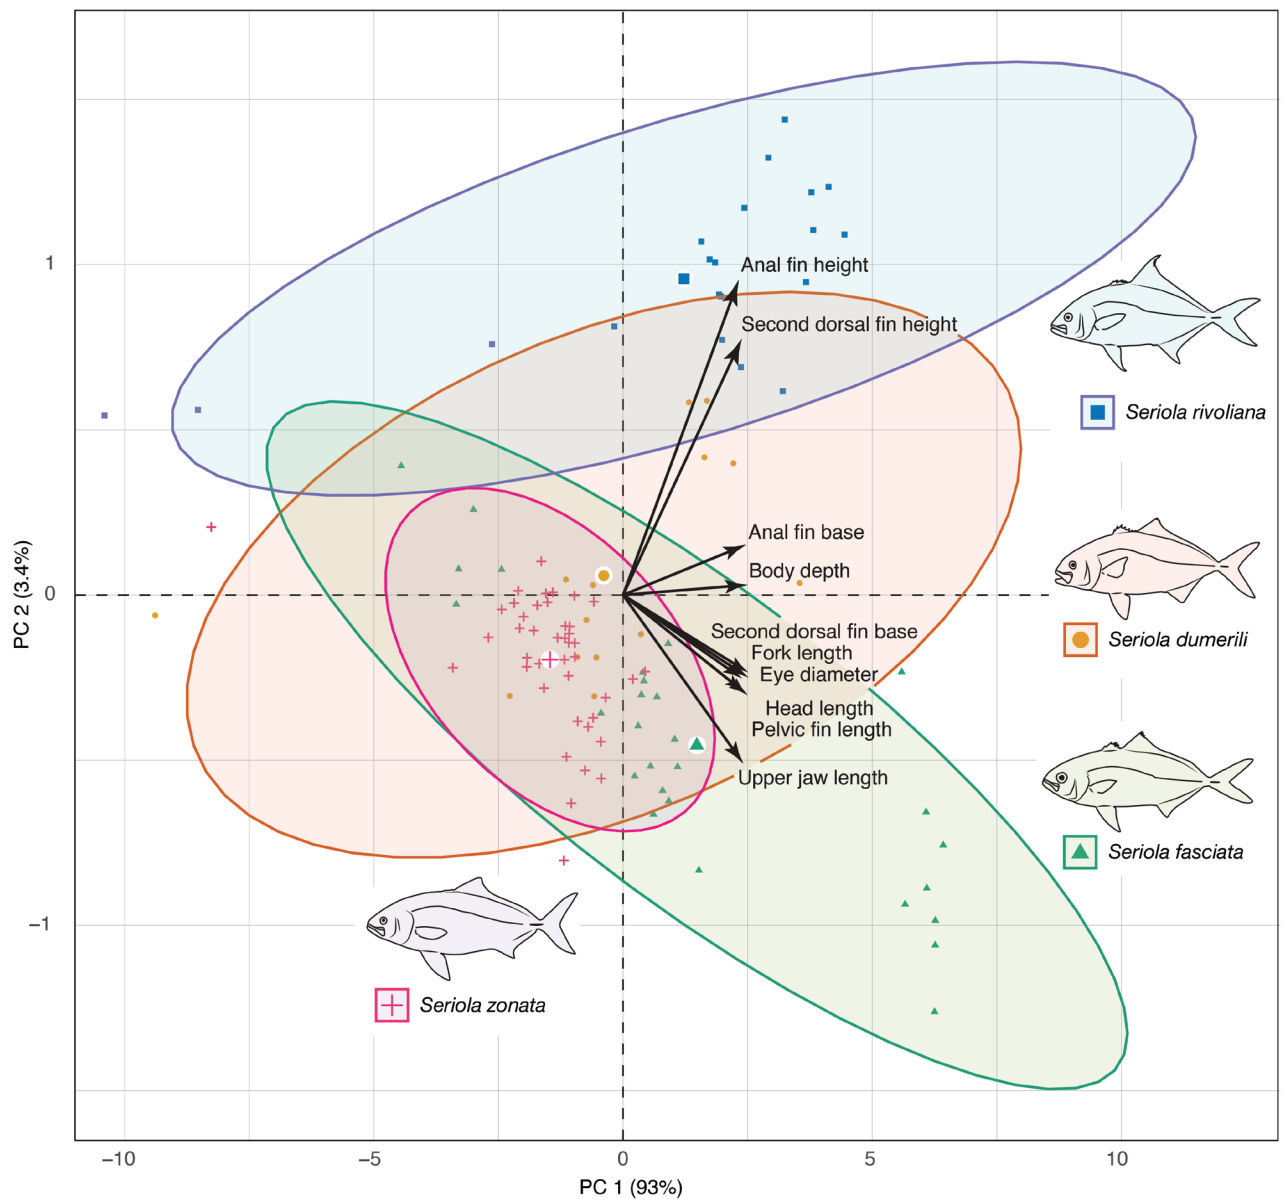 1
Anal fin height
Second dorsal fin height
Seriola rivoliana
Anal fin base
Body depth
0
Second dorsal fin base
Fork length
Eye diameter
Seriola dumerili
Head length
Pelvic fin length
Upper jaw length
Seriola fasciata
−1
Seriola zonata
PC 2 (3.4%)
−10 −5 0 5 10
PC 1 (93%)